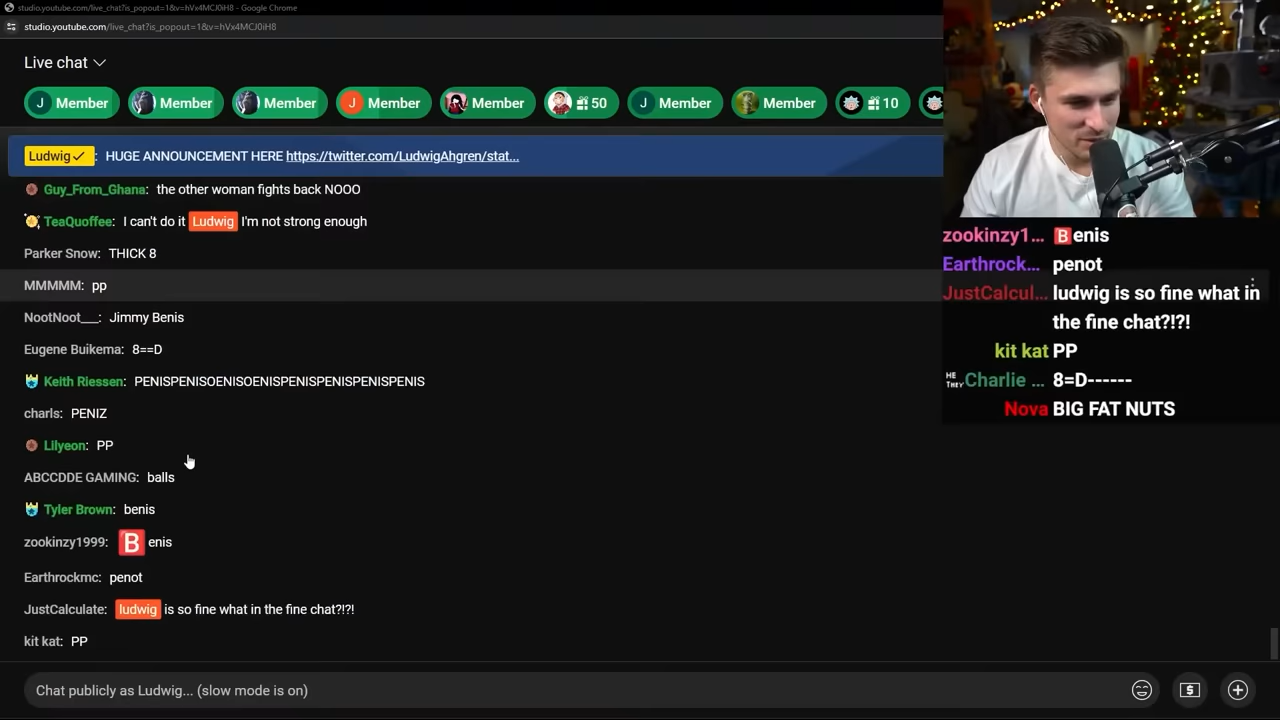 studio.youtube.com/live_chat?is_popout=1&v=hVx4MCJ0iH8 - Google Chrome
studio.youtube.com/live_chat?is_popout=1&v=hVx4MCJ0iH8
Live chat
J Member Member Member J Member Member 50 J Member Member 10
Ludwig : HUGE ANNOUNCEMENT HERE https://twitter.com/LudwigAhgren/stat...
Guy_From_Ghana: the other woman fights back NOOO
TeaQuoffee: I can't do it Ludwig I'm not strong enough
Parker Snow: THICK 8
MMMMM: pp
NootNoot___: Jimmy Benis
Eugene Buikema: 8==D
Keith Riessen: PENISPENISOENISOENISPENISPENISPENISPENIS
charls: PENIZ
Lilyeon: PP
ABCCDDE GAMING: balls
Tyler Brown: benis
zookinzy1999: B enis
Earthrockmc: penot
JustCalculate: ludwig is so fine what in the fine chat?!?!
kit kat: PP
Chat publicly as Ludwig... (slow mode is on)
zookinzy1... Benis
Earthrock... penot
JustCalcul... ludwig is so fine what in
the fine chat?!?!
kit kat PP
HE THEY Charlie ... 8=D------
Nova BIG FAT NUTS